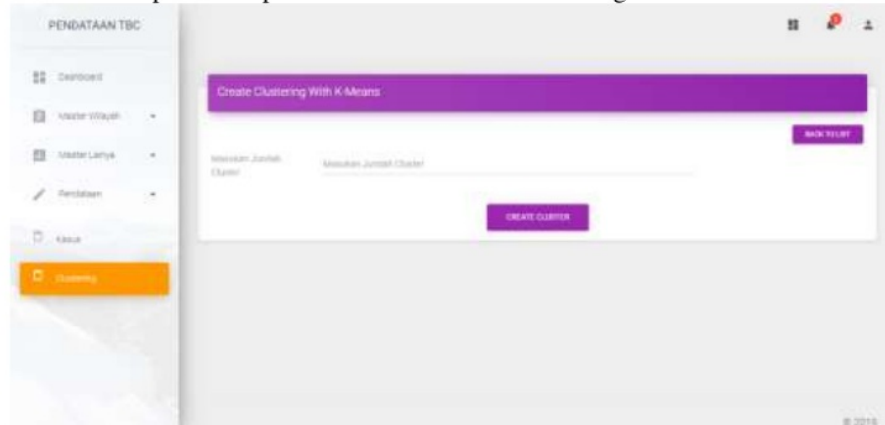 PENDATAAN TBC
Dashboard
Create Clustering With K-Means
Master Wilayah
BACK TO LIST
Master Lainya
Masukan Jumlah
Cluster
Masukan Jumlah Cluster
Pendataan
CREATE CLUSTER
Kasus
Clustering